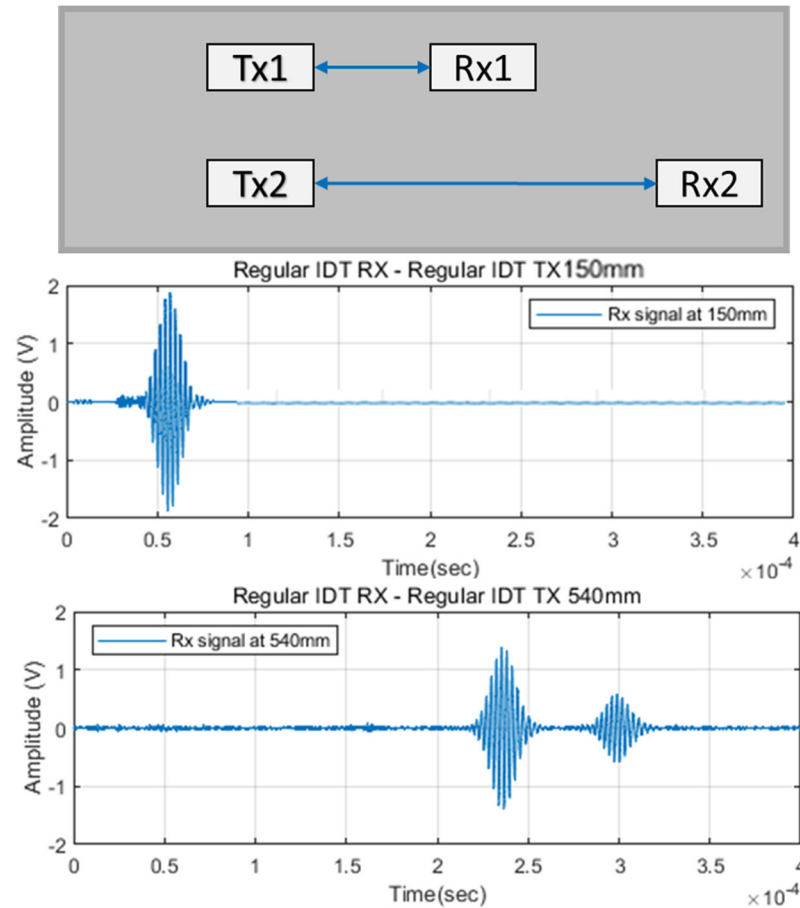 Tx1 Rx1
Tx2 Rx2
Regular IDT RX - Regular IDT TX150mm
2
1
0
-1
-2
Amplitude (V)
Rx signal at 150mm
0 0.5 1 1.5 2 2.5 3 3.5 4
Time(sec)
×10-4
Regular IDT RX - Regular IDT TX 540mm
2
1
0
-1
-2
Amplitude (V)
Rx signal at 540mm
0 0.5 1 1.5 2 2.5 3 3.5 4
Time(sec)
×10-4